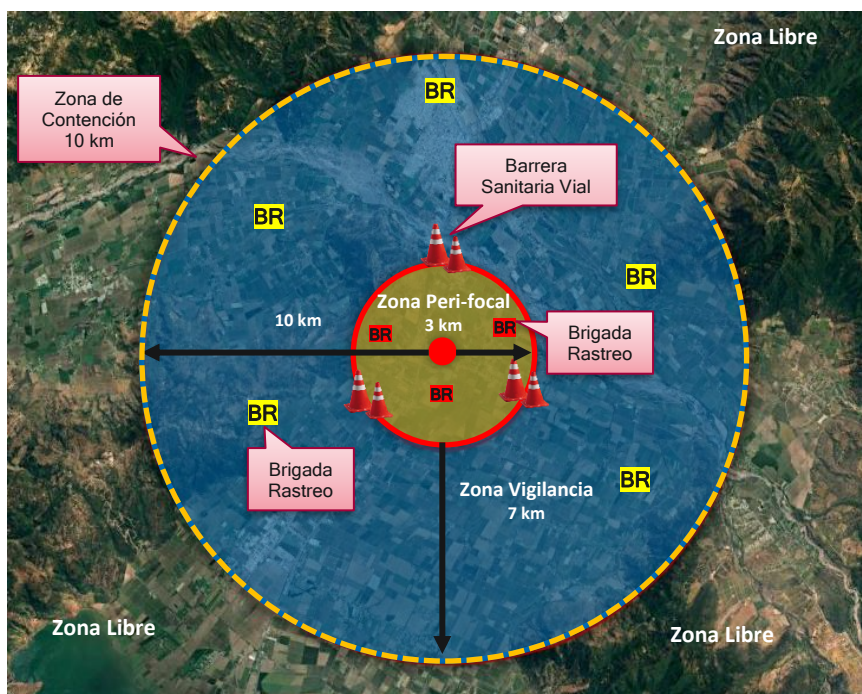 Zona Libre
Zona de
Contención
10 km
BR
Barrera
Sanitaria Vial
BR
BR
Zona Peri-focal
3 km
10 km
BR
BR
Brigada
Rastreo
BR
BR
Brigada
Rastreo
Zona Vigilancia
7 km
BR
Zona Libre
Zona Libre